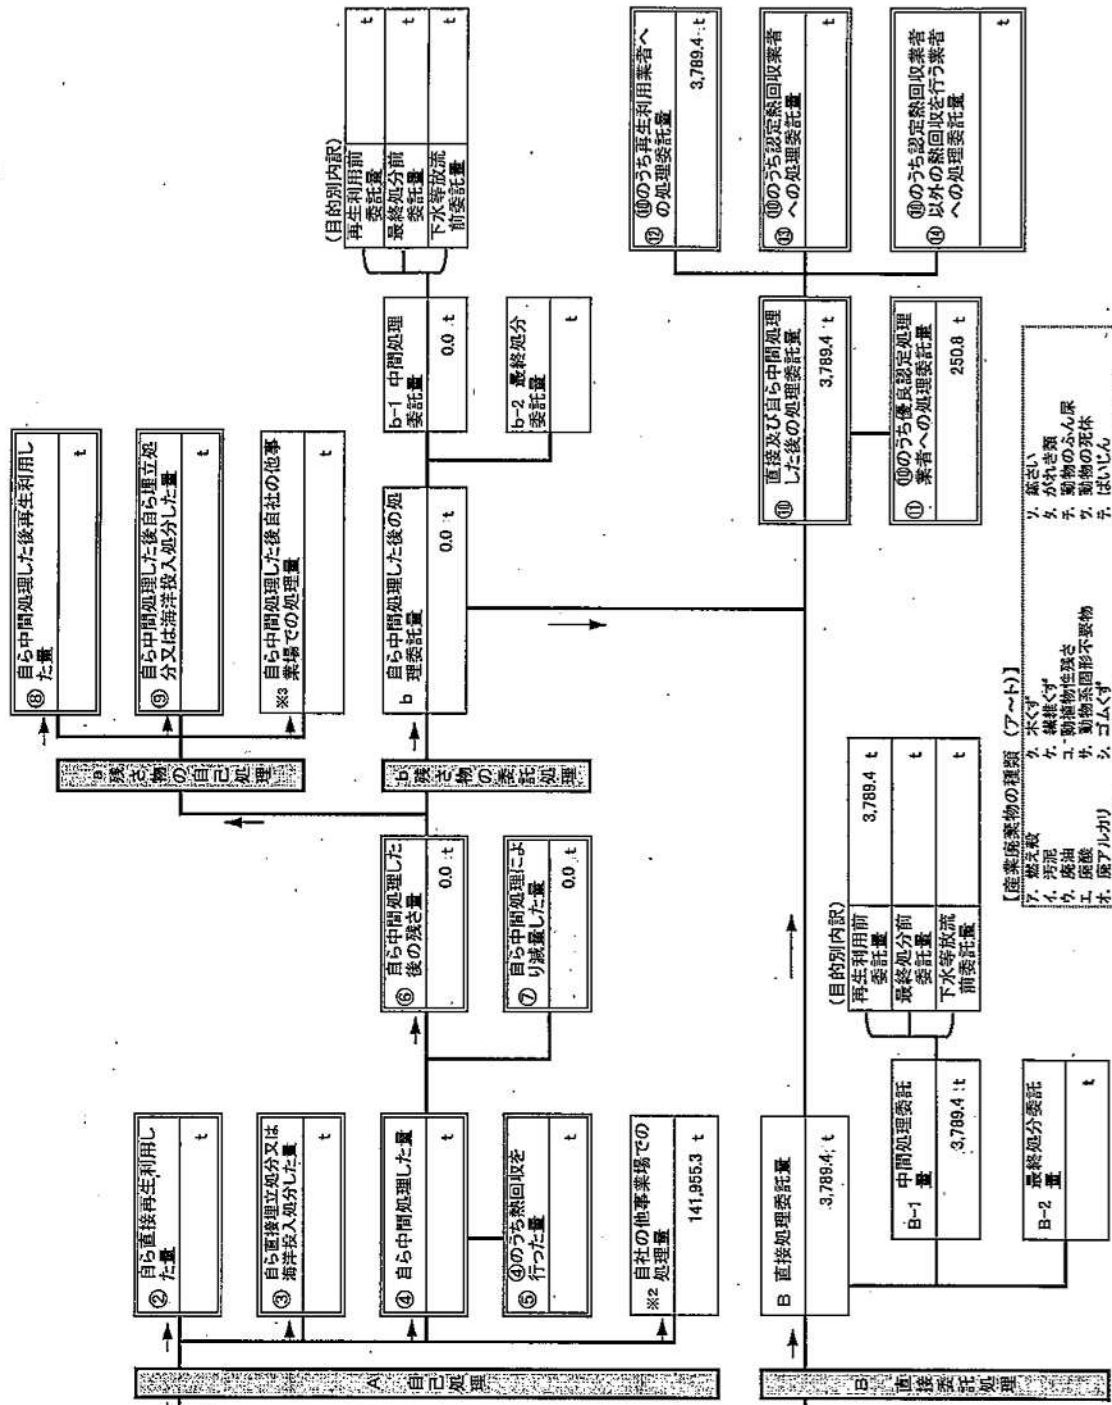 A 自己処理
② 自ら直接再生利用し
た量
t
③ 自ら直接埋立処分又は
海洋投入処分した量
t
④ 自ら中間処理した量
t
⑤ ④のうち熱回収を
行った量
t
※2 自社の他事業場での
処理量
141,955.3 t
⑥ 自ら中間処理した
後の残さ量
0.0 t
⑦ 自ら中間処理によ
り減量した量
0.0 t
a 残さ物の自己処理
⑧ 自ら中間処理した後再生利用し
た量
t
⑨ 自ら中間処理した後自ら埋立処
分又は海洋投入処分した量
t
※3 自ら中間処理した後自社の他事
業場での処理量
t
b 残さ物の委託処理
b 自ら中間処理した後の処
理委託量
0.0 t
b-1 中間処理
委託量
0.0 t
b-2 最終処分
委託量
t
(目的別内訳)
再生利用前
委託量
t
最終処分前
委託量
t
下水等放流
前委託量
t
B 直接委託処理
B 直接処理委託量
3,789.4 t
B-1 中間処理委託
量
3,789.4 t
B-2 最終処分委託
量
t
(目的別内訳)
再生利用前
委託量
3,789.4 t
最終処分前
委託量
t
下水等放流
前委託量
t
⑩ 直接及び自ら中間処理
した後の処理委託量
3,789.4 t
⑪ ⑩のうち優良認定処理
業者への処理委託量
250.8 t
⑫ ⑩のうち再生利用業者へ
の処理委託量
3,789.4 t
⑬ ⑩のうち認定熱回収業者
への処理委託量
t
⑭ ⑩のうち認定熱回収業者
以外の熱回収を行う業者
への処理委託量
t
【産業廃棄物の種類(ア〜ト)】
ア. 燃え殻
イ. 汚泥
ウ. 廃油
エ. 廃酸
オ. 廃アルカリ
ク. 木くず
ケ. 繊維くず
コ. 動植物性残さ
サ. 動物系固形不要物
シ. ゴムくず
ソ. 鉱さい
タ. がれき類
チ. 動物のふん尿
ツ. 動物の死体
テ. ばいじん